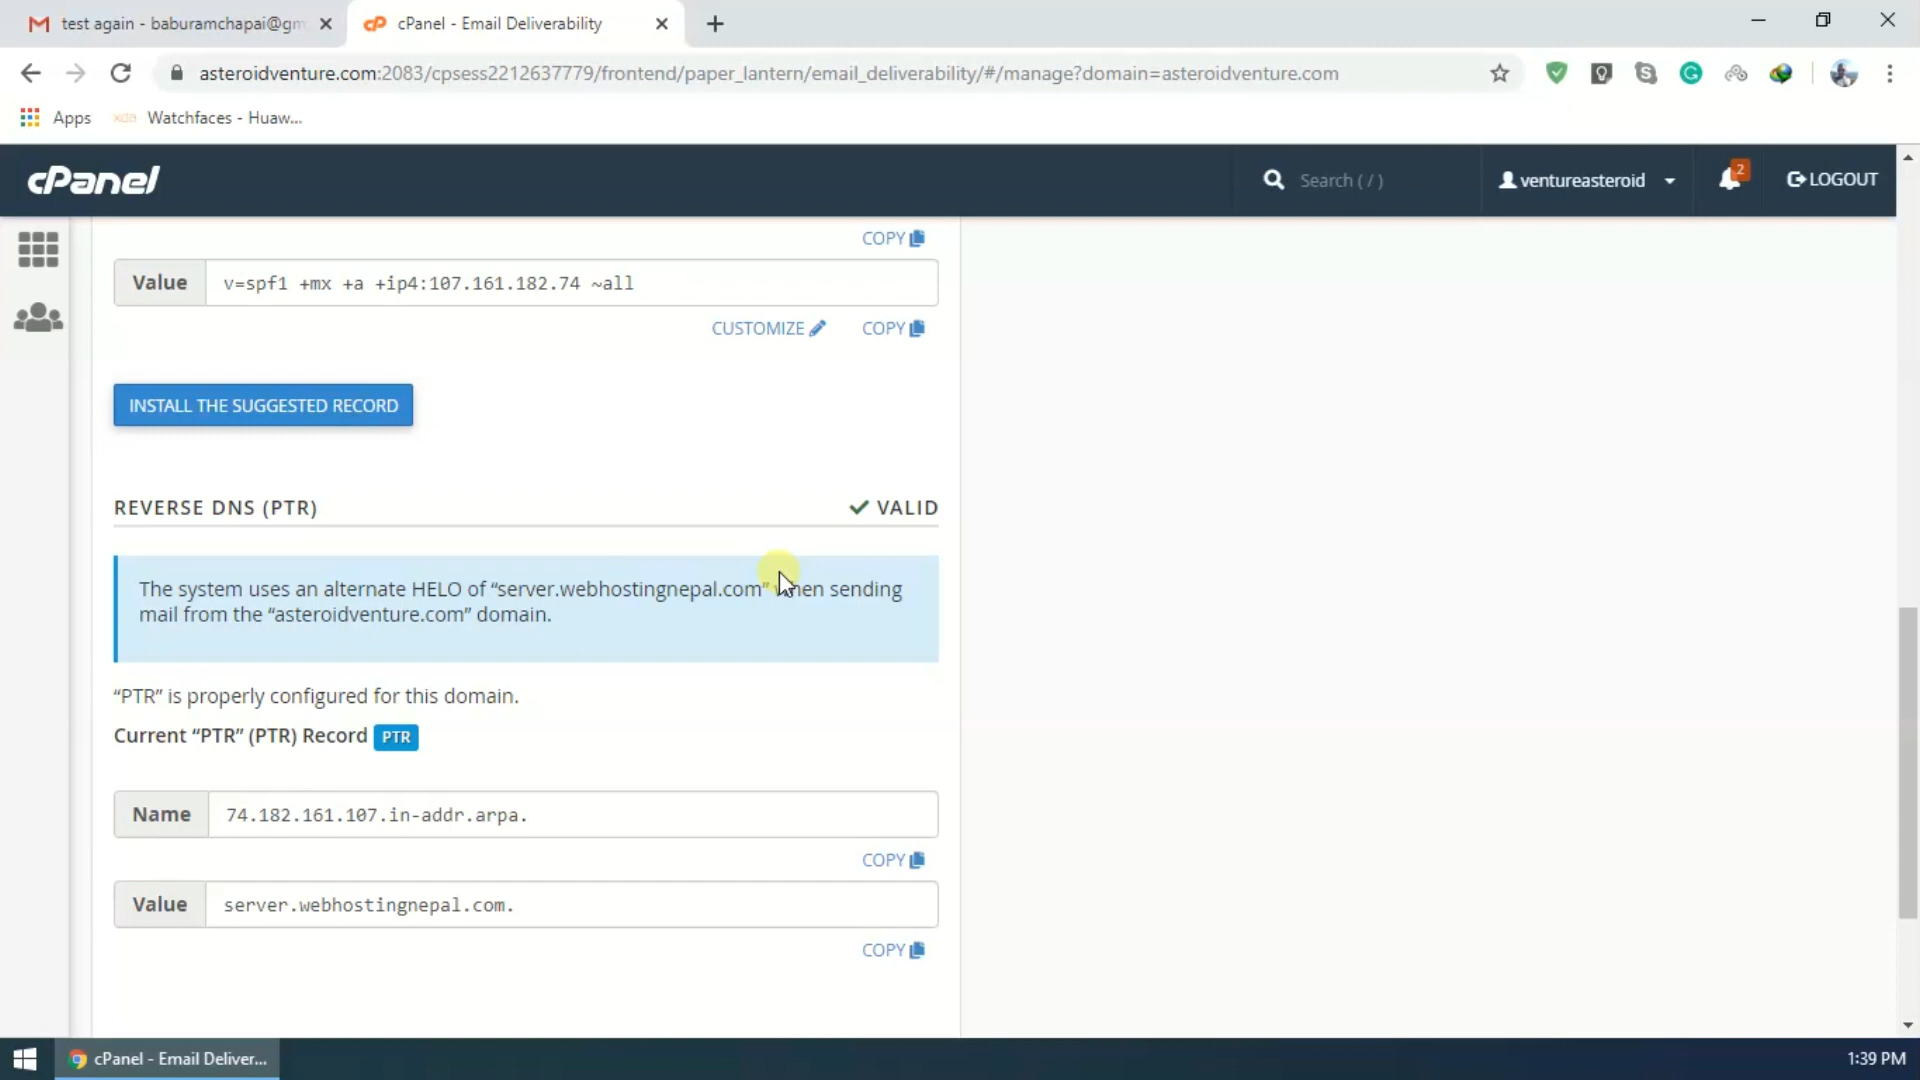 test again - baburamchapai@gm
cPanel - Email Deliverability
asteroidventure.com:2083/cpsess2212637779/frontend/paper_lantern/email_deliverability/#/manage?domain=asteroidventure.com
Apps
xda Watchfaces - Huaw...
cPanel
Search ( / )
ventureasteroid
2
LOGOUT
COPY
Value v=spf1 +mx +a +ip4:107.161.182.74 ~all
CUSTOMIZE COPY
INSTALL THE SUGGESTED RECORD
REVERSE DNS (PTR) VALID
The system uses an alternate HELO of “server.webhostingnepal.com” when sending
mail from the “asteroidventure.com” domain.
“PTR” is properly configured for this domain.
Current “PTR” (PTR) Record PTR
Name 74.182.161.107.in-addr.arpa.
COPY
Value server.webhostingnepal.com.
COPY
cPanel - Email Deliver...
1:39 PM